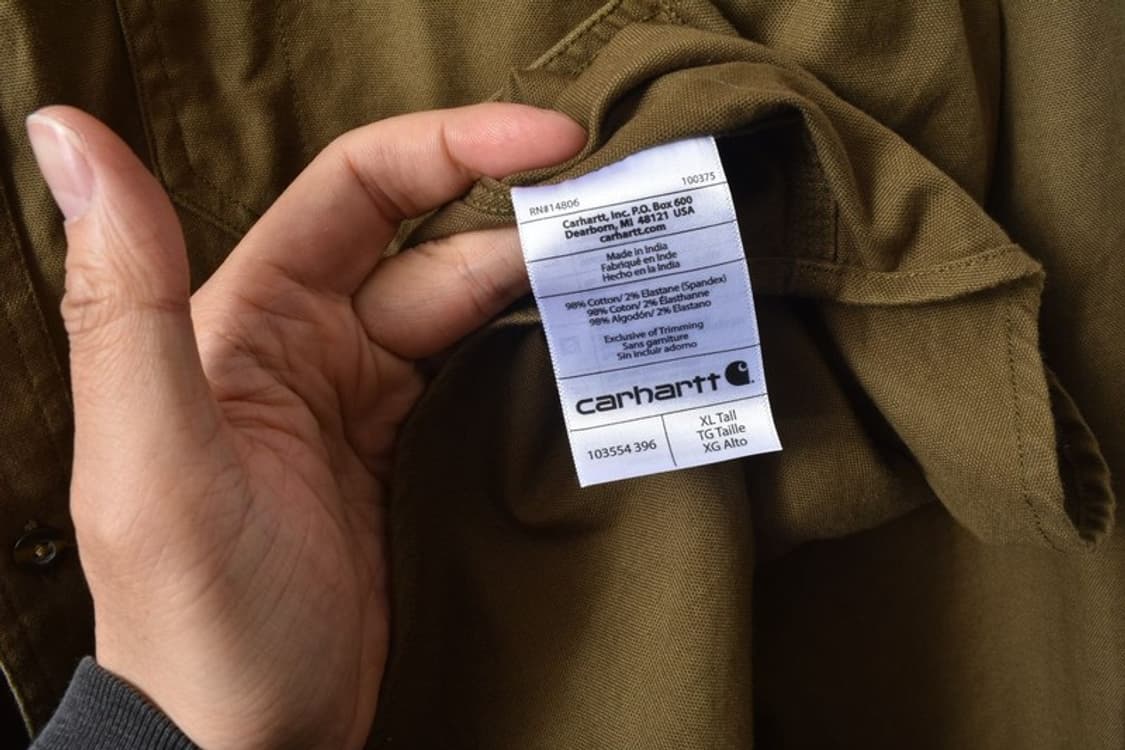 RN#14806 100375
Carhartt, Inc. P.O. Box 600
Dearborn, MI 48121 USA
carhartt.com
Made in India
Fabriqué en Inde
Hecho en la India
98% Cotton/ 2% Elastane (Spandex)
98% Coton/ 2% Élasthanne
98% Algodón/ 2% Elastano
Exclusive of Trimming
Sans garniture
Sin incluir adorno
carhartt
103554 396
XL Tall
TG Taille
XG Alto